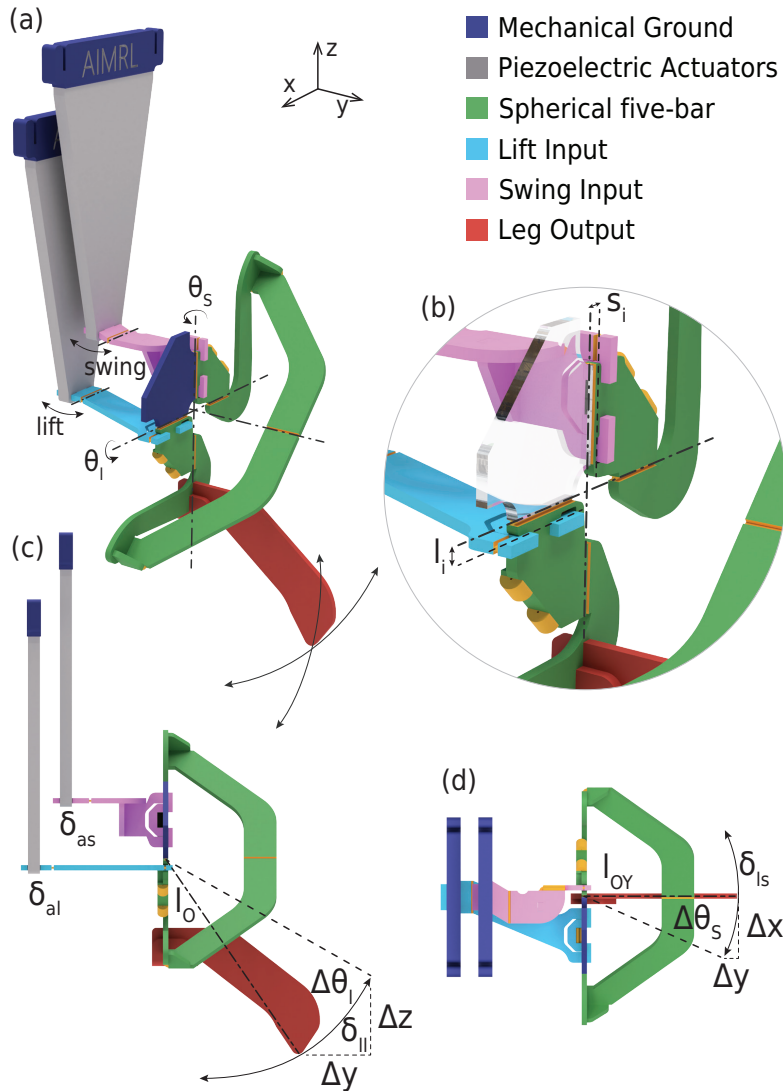 (a)
AIMRL
A
z
x
y
Mechanical Ground
Piezoelectric Actuators
Spherical five-bar
Lift Input
Swing Input
Leg Output
θS
swing
lift
θl
(b)
si
li
(c)
δas
δal
lO
Δθl
δll
Δz
Δy
(d)
lOY
δls
ΔθS
Δx
Δy